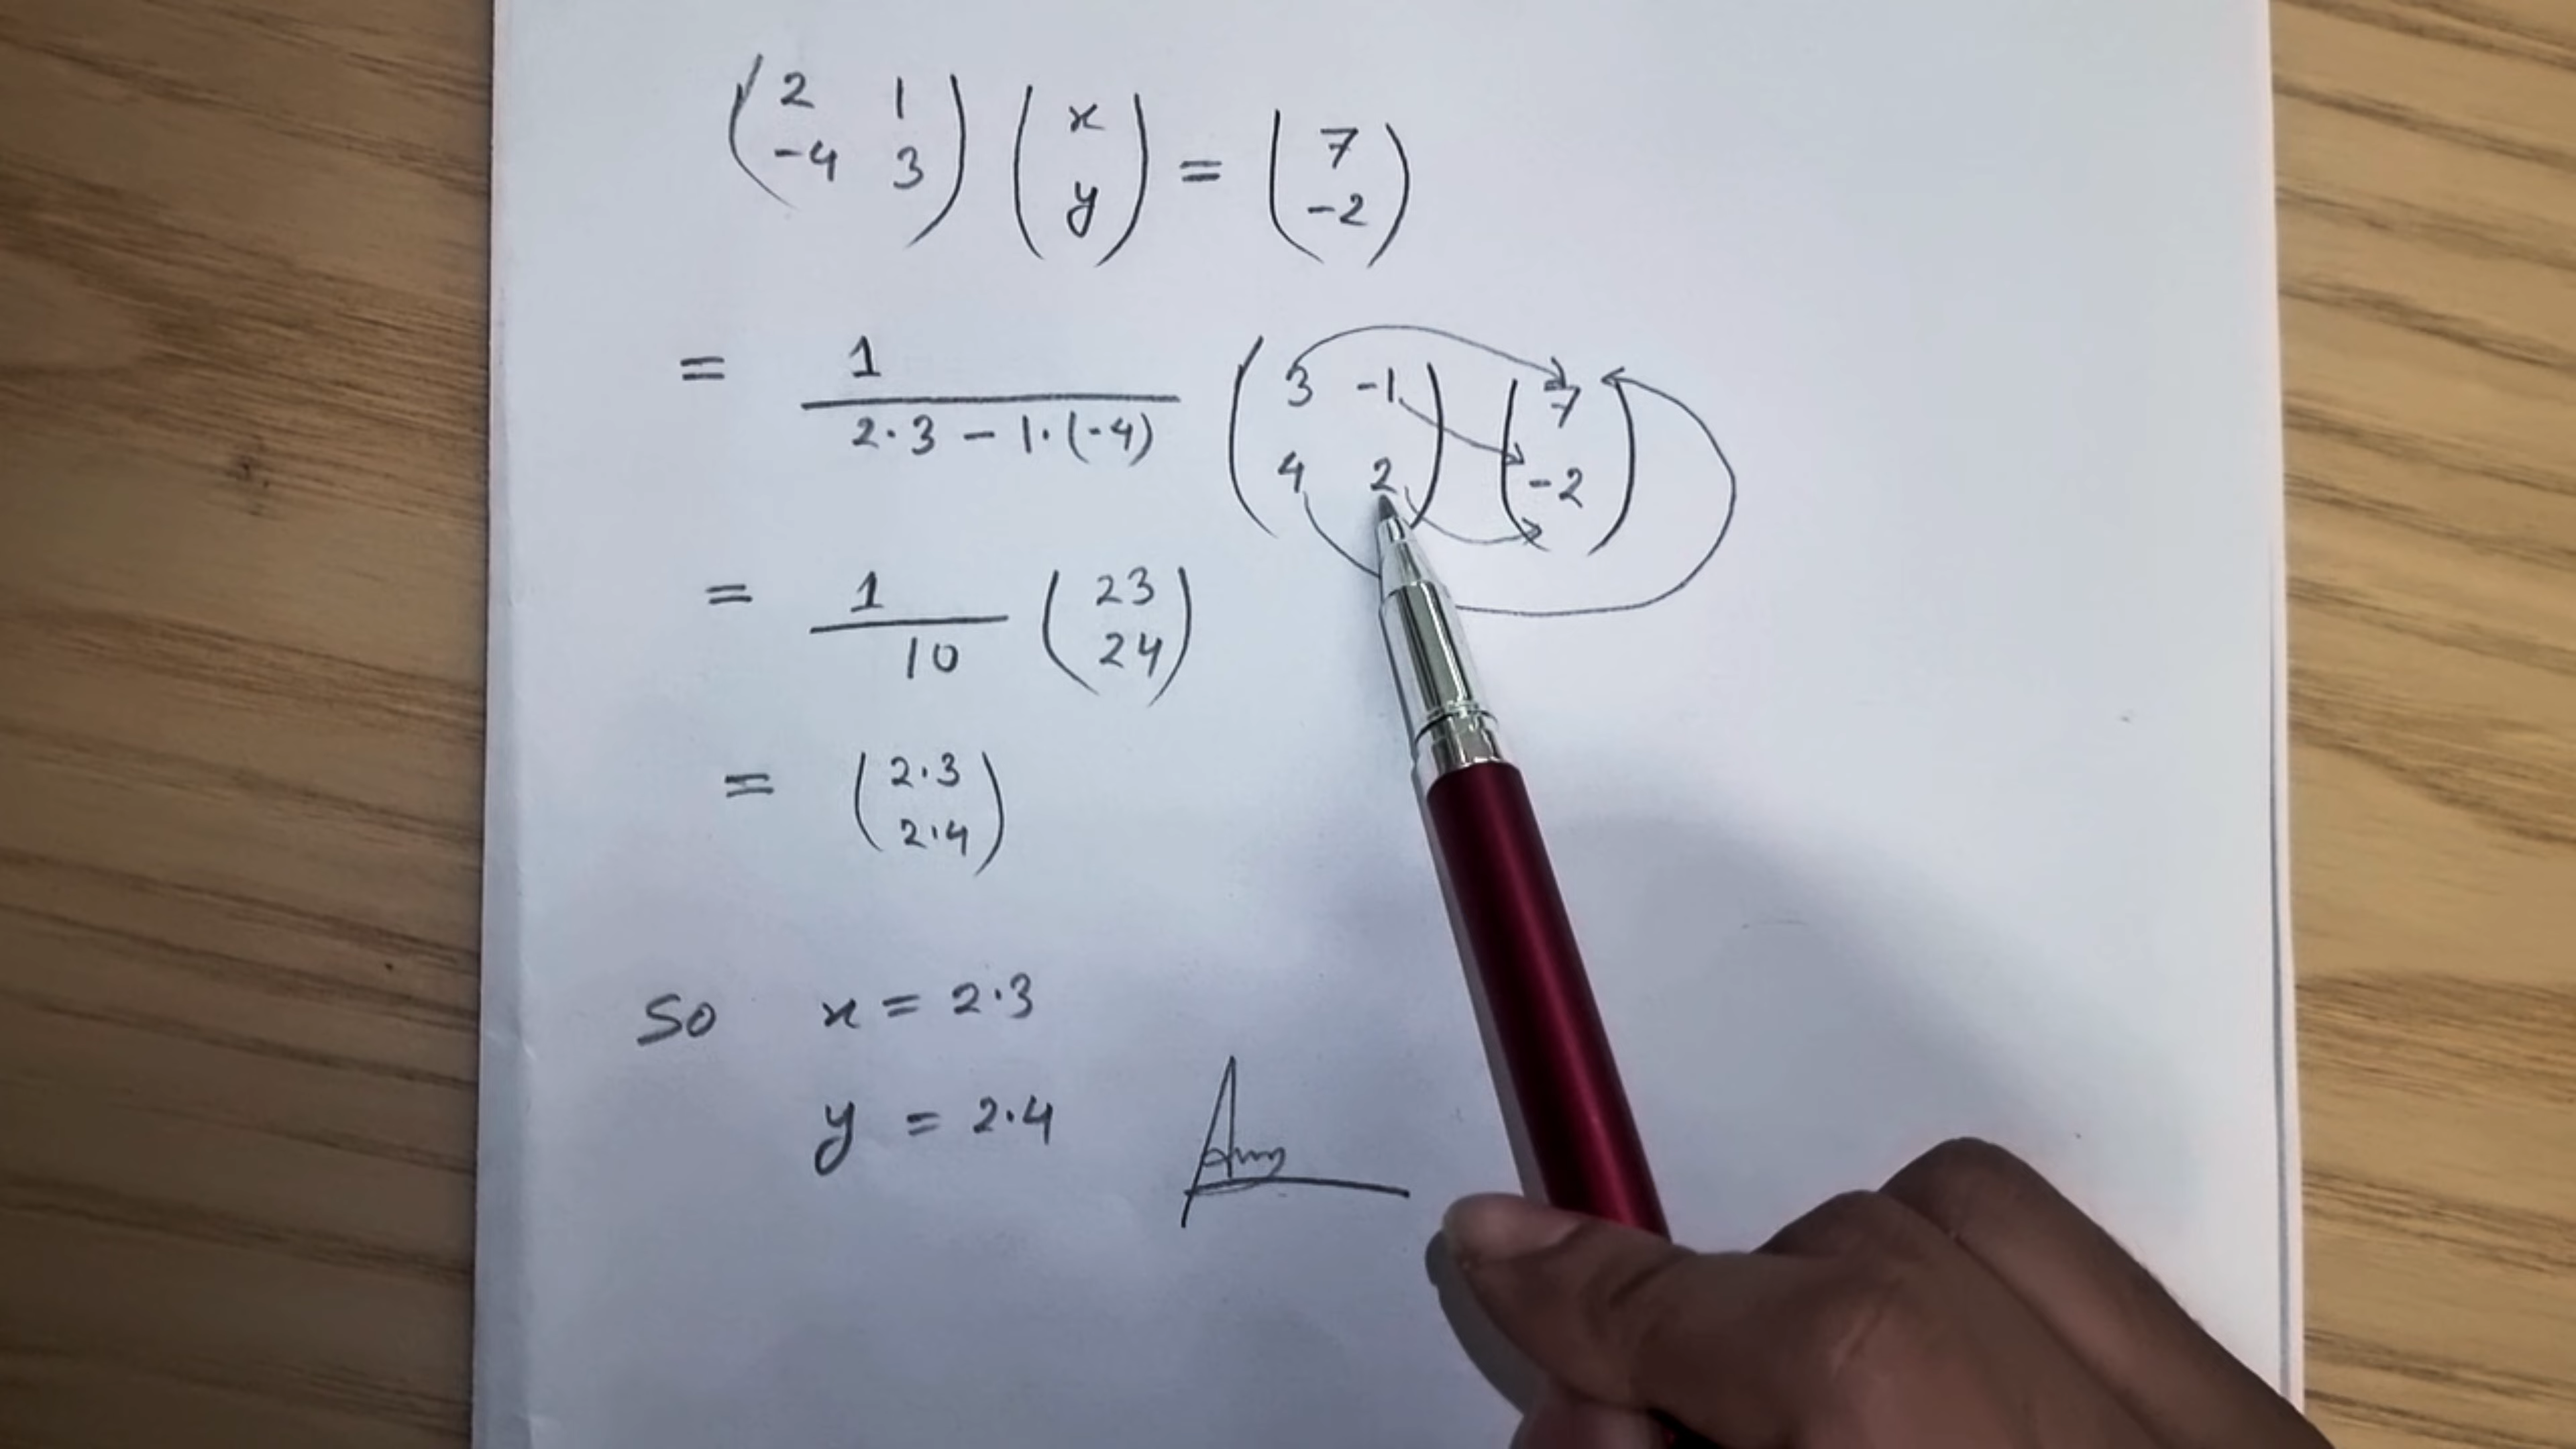 ( 2 1 ) ( x ) = ( 7 )
( -4 3 ) ( y ) ( -2 )
= 1 ( 3 -1 ) ( 7 )
2·3 - 1·(-4) ( 4 2 ) ( -2 )
= 1 ( 23 )
10 ( 24 )
= ( 2·3 )
( 2·4 )
So x = 2·3
y = 2·4 Ans